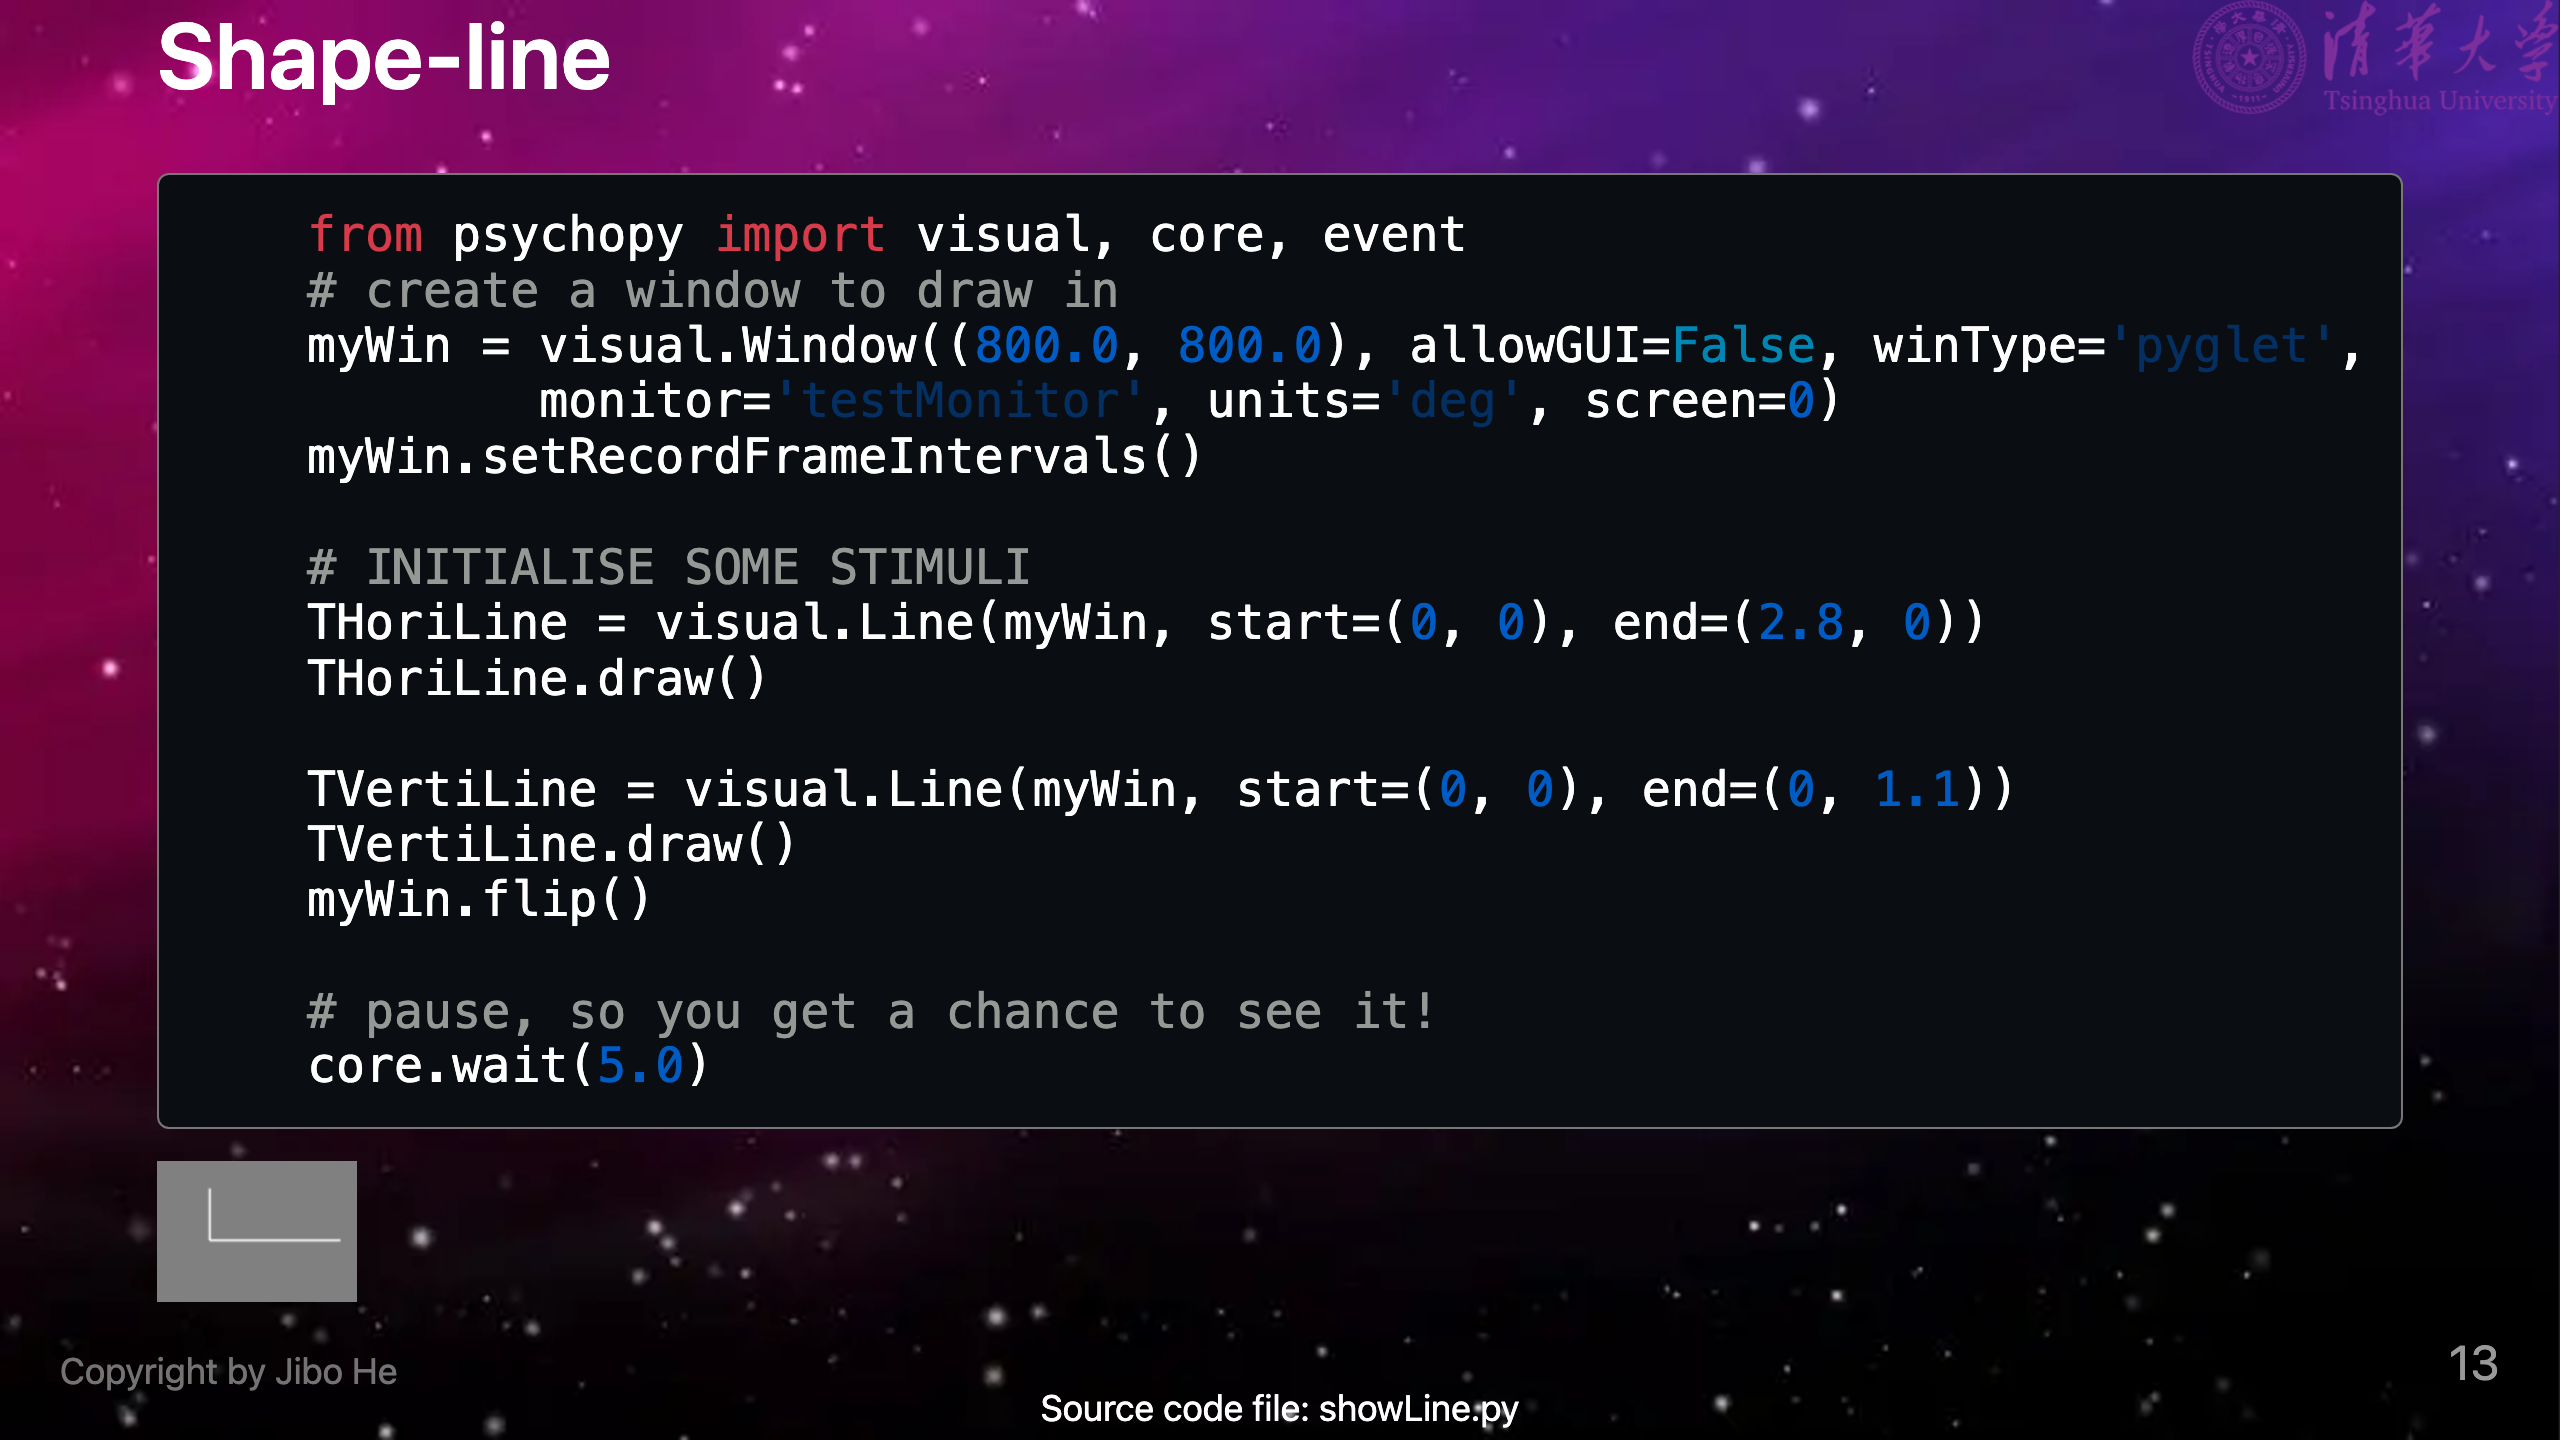 Shape-line
清華大学
Tsinghua University
from psychopy import visual, core, event
# create a window to draw in
myWin = visual.Window((800.0, 800.0), allowGUI=False, winType='pyglet',
        monitor='testMonitor', units='deg', screen=0)
myWin.setRecordFrameIntervals()
# INITIALISE SOME STIMULI
THoriLine = visual.Line(myWin, start=(0, 0), end=(2.8, 0))
THoriLine.draw()
TVertiLine = visual.Line(myWin, start=(0, 0), end=(0, 1.1))
TVertiLine.draw()
myWin.flip()
# pause, so you get a chance to see it!
core.wait(5.0)
Copyright by Jibo He
Source code file: showLine.py
13